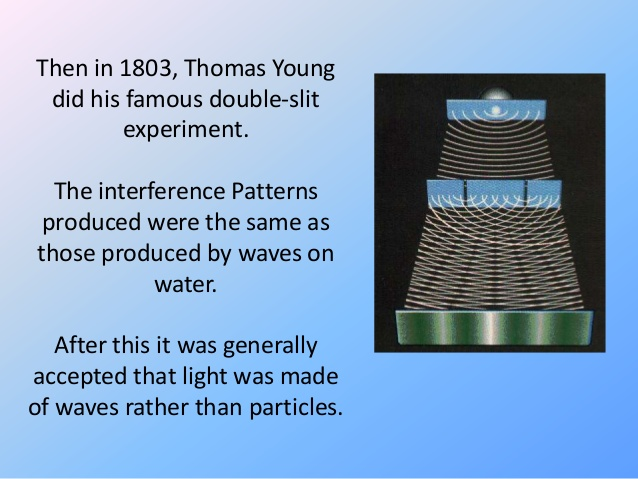 Then in 1803, Thomas Young
did his famous double-slit
experiment.
The interference Patterns
produced were the same as
those produced by waves on
water.
After this it was generally
accepted that light was made
of waves rather than particles.